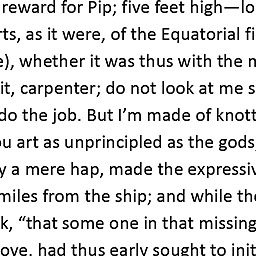 reward for Pip; five feet high—lo
rts, as it were, of the Equatorial fi
e), whether it was thus with the m
it, carpenter; do not look at me s
do the job. But I’m made of knott
ou art as unprincipled as the gods,
y a mere hap, made the expressiv
miles from the ship; and while the
k, “that some one in that missing
ove, had thus early sought to init